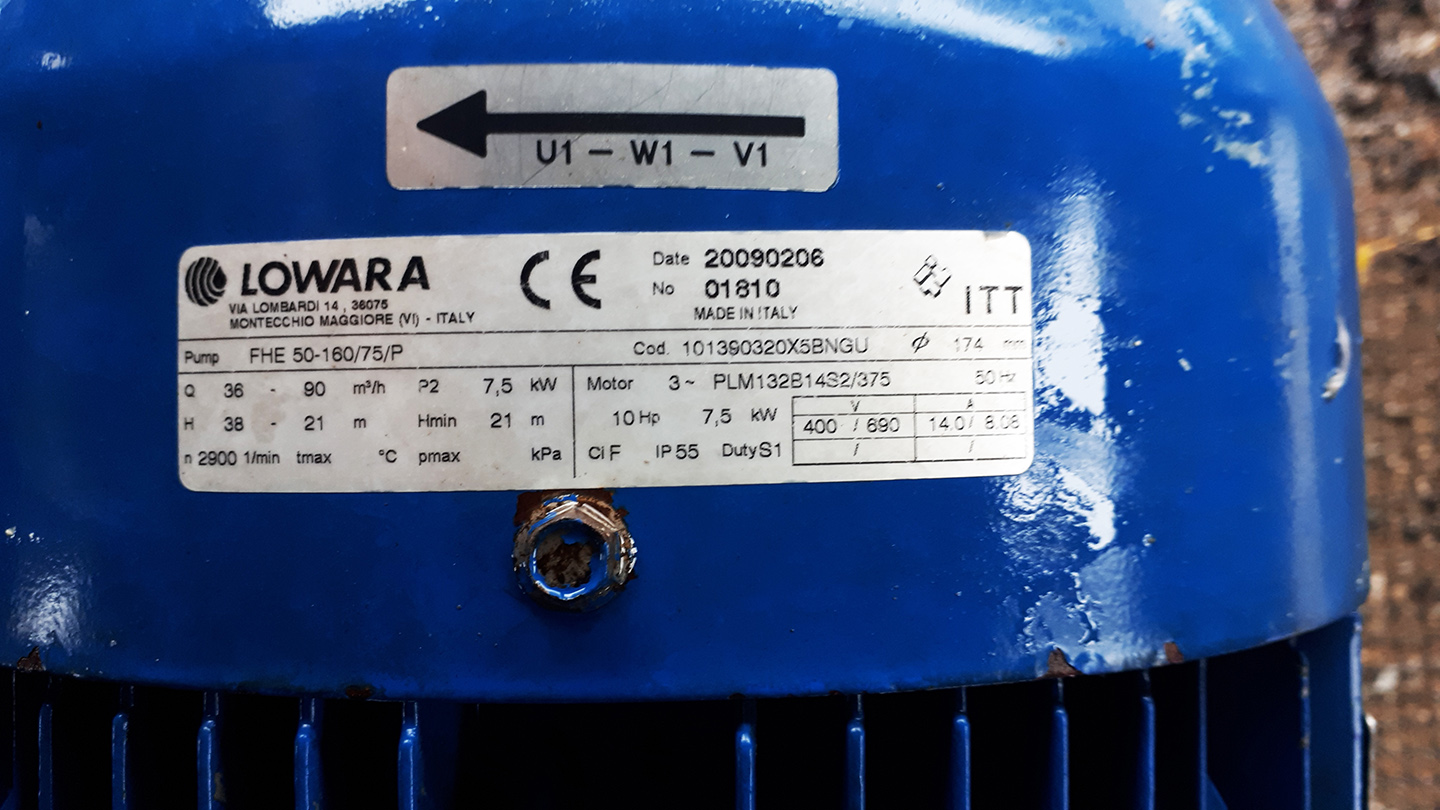 U1 – W1 – V1
LOWARA
VIA LOMBARDI 14 , 36075
MONTECCHIO MAGGIORE (VI) - ITALY
CE
Date 20090206
No 01810
MADE IN ITALY
ITT
Pump FHE 50-160/75/P Cod. 101390320X5BNGU ϕ 174 mm
Q 36 - 90 m³/h P2 7,5 kW
H 38 - 21 m Hmin 21 m
n 2900 1/min tmax °C pmax kPa
Motor 3~ PLM132B14S2/375 50 Hz
10 Hp 7,5 kW
V A
400 / 690 14.0 / 8.08
/ /
Cl F IP 55 Duty S1